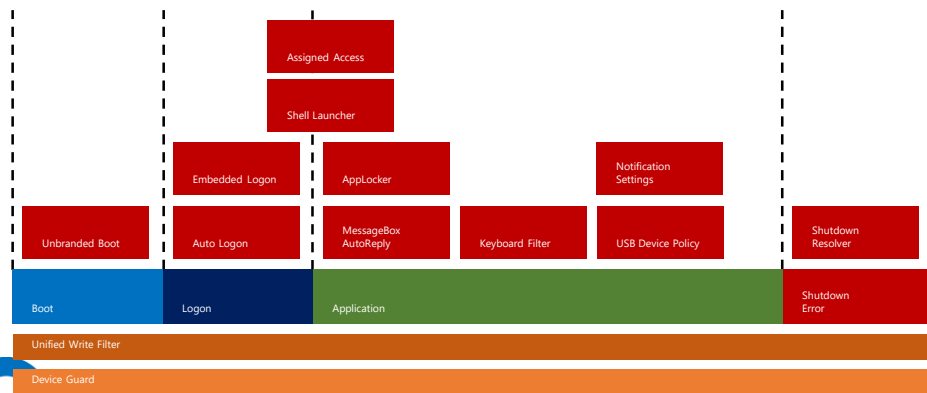 Assigned Access
Shell Launcher
Embedded Logon
AppLocker
Notification
Settings
Unbranded Boot
Auto Logon
MessageBox
AutoReply
Keyboard Filter
USB Device Policy
Shutdown
Resolver
Boot
Logon
Application
Shutdown
Error
Unified Write Filter
Device Guard